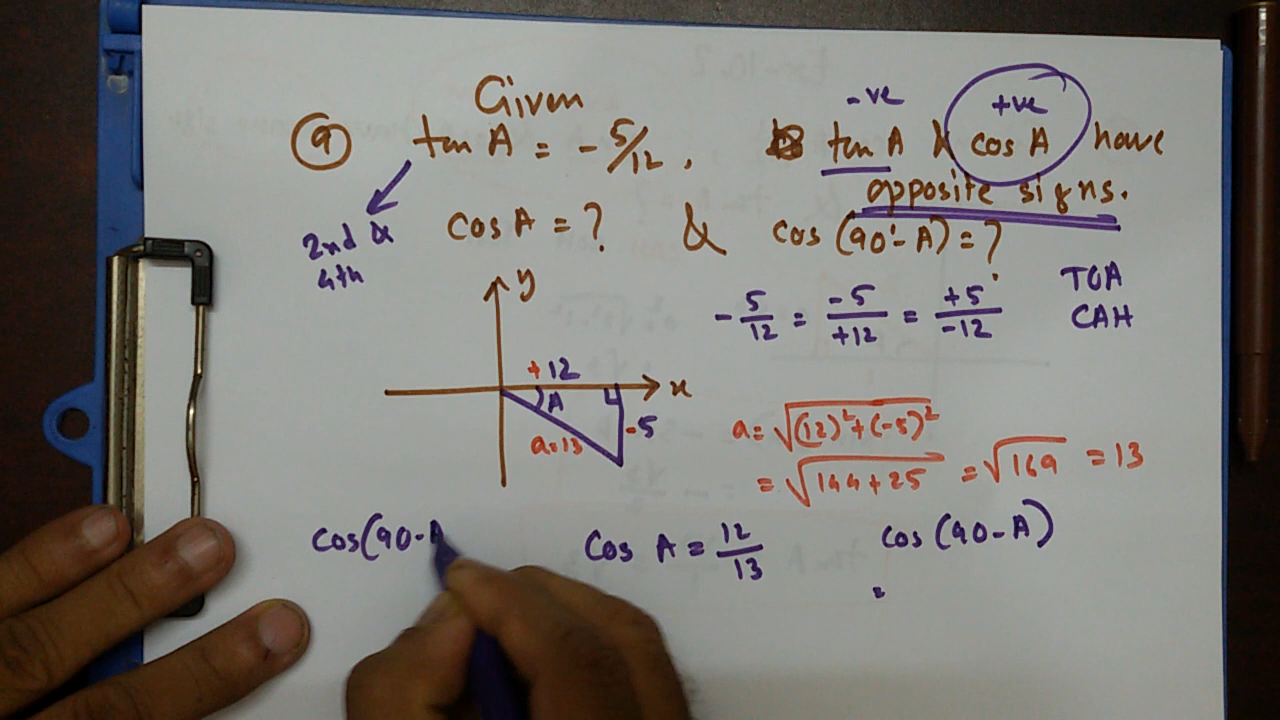 Given
9 tan A = - 5/12 , tan A & cos A have
-ve +ve
opposite signs.
2nd &
4th
cos A = ? & cos (90° - A) = ?
- 5/12 = -5/+12 = +5/-12
TOA
CAH
y
+12
x
A
-5
a=13
a = √(12)² + (-5)²
= √144 + 25 = √169 = 13
cos(90-A
Cos A = 12/13
cos (90 - A)
=